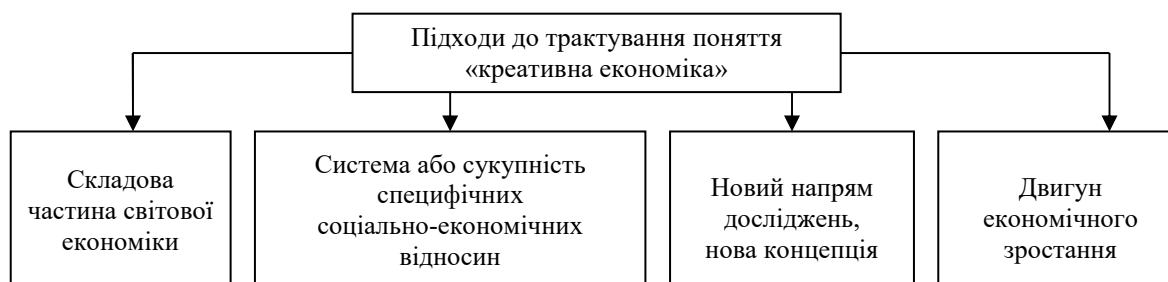 Підходи до трактування поняття
«креативна економіка»
Складова
частина світової
економіки
Система або сукупність
специфічних
соціально-економічних
відносин
Новий напрям
досліджень,
нова концепція
Двигун
економічного
зростання